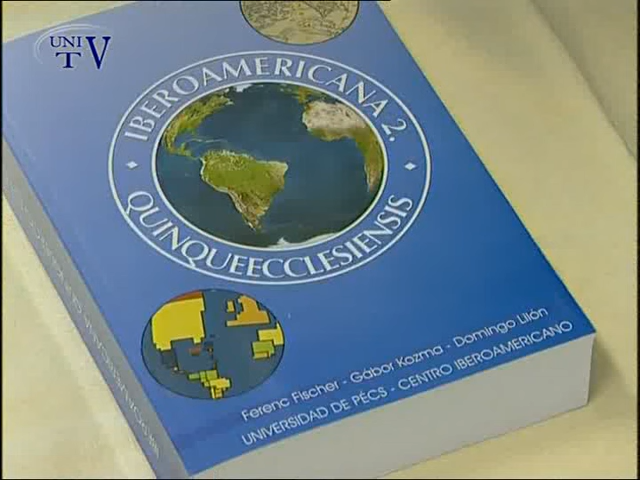 UNI
TV
IBEROAMERICANA 2.
QUINQUEECCLESIENSIS
Ferenc Fischer - Gábor Kozma - Domingo Lilón
UNIVERSIDAD DE PÉCS - CENTRO IBEROAMERICANO